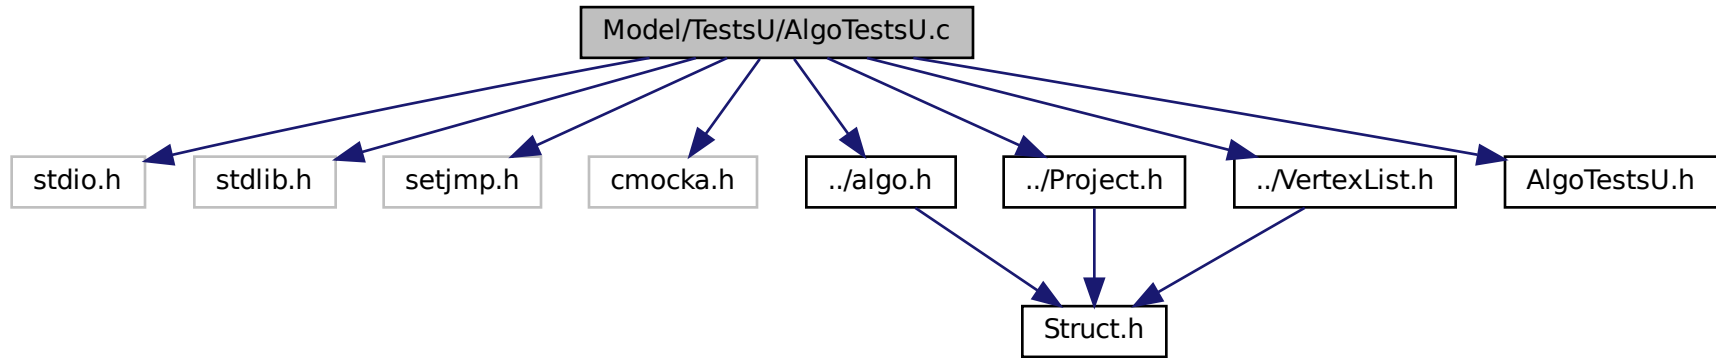 Model/TestsU/AlgoTestsU.c
stdio.h
stdlib.h
setjmp.h
cmocka.h
../algo.h
../Project.h
../VertexList.h
AlgoTestsU.h
Struct.h